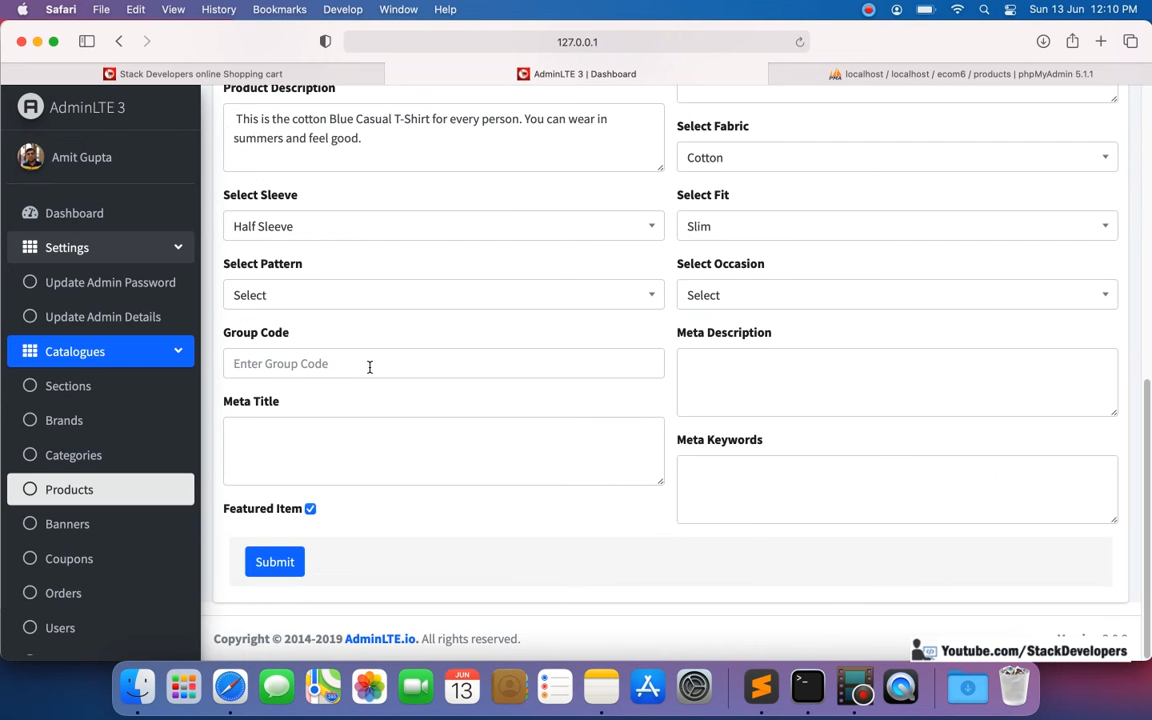 Safari File Edit View History Bookmarks Develop Window Help Sun 13 Jun 12:10 PM
127.0.0.1
Stack Developers online Shopping cart
AdminLTE 3 | Dashboard
localhost / localhost / ecom6 / products | phpMyAdmin 5.1.1
AdminLTE 3
Amit Gupta
Dashboard
Settings
Update Admin Password
Update Admin Details
Catalogues
Sections
Brands
Categories
Products
Banners
Coupons
Orders
Users
Product Description
This is the cotton Blue Casual T-Shirt for every person. You can wear in
summers and feel good.
Select Fabric
Cotton
Select Sleeve
Half Sleeve
Select Fit
Slim
Select Pattern
Select
Select Occasion
Select
Group Code
Enter Group Code
Meta Description
Meta Title
Meta Keywords
Featured Item
Submit
Copyright © 2014-2019 AdminLTE.io. All rights reserved.
Youtube.com/StackDevelopers
JUN
13